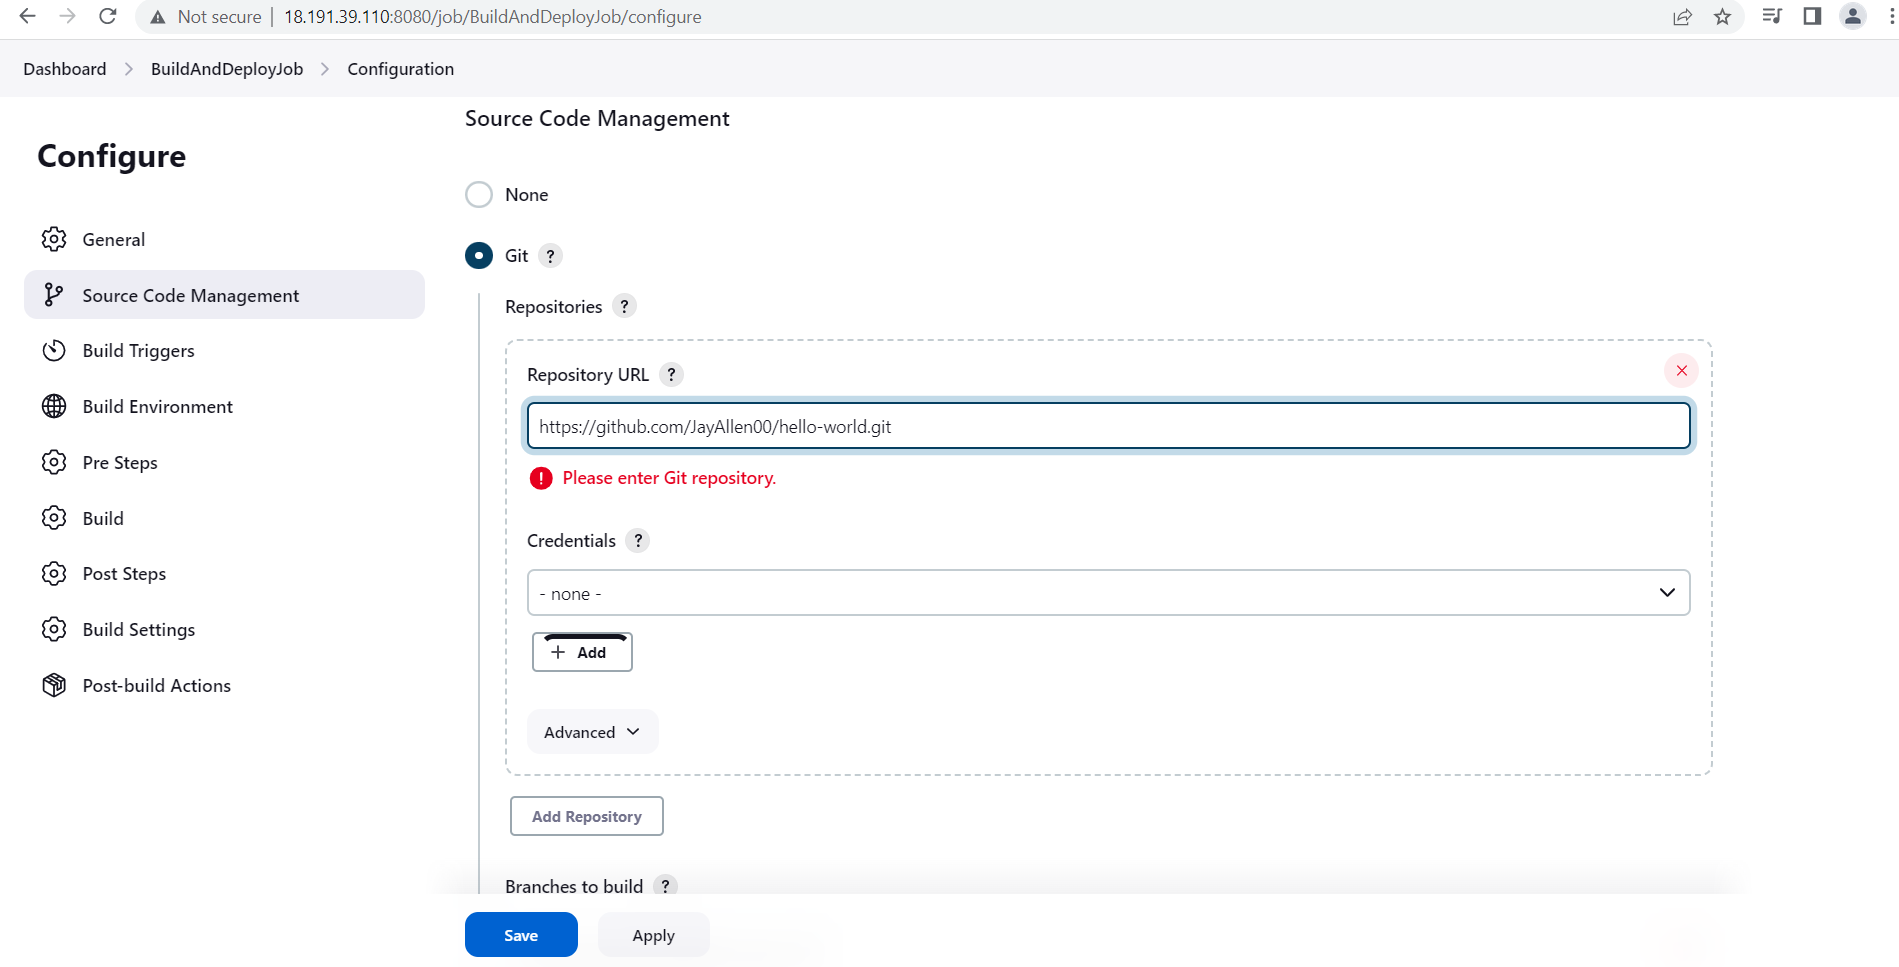 Not secure | 18.191.39.110:8080/job/BuildAndDeployJob/configure
Dashboard > BuildAndDeployJob > Configuration
Configure
General
Source Code Management
Build Triggers
Build Environment
Pre Steps
Build
Post Steps
Build Settings
Post-build Actions
Source Code Management
None
Git ?
Repositories ?
Repository URL ?
https://github.com/JayAllen00/hello-world.git
Please enter Git repository.
Credentials ?
- none -
+ Add
Advanced
Add Repository
Branches to build ?
Save Apply